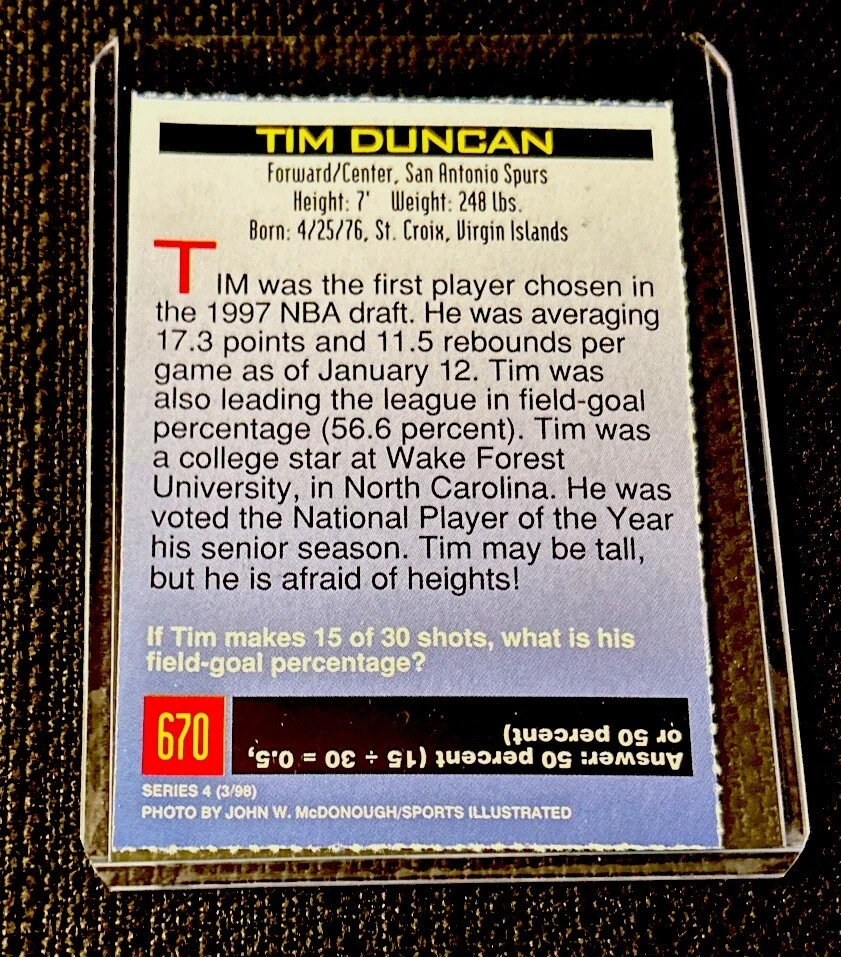 TIM DUNCAN
Forward/Center, San Antonio Spurs
Height: 7' Weight: 248 lbs.
Born: 4/25/76, St. Croix, Virgin Islands
TIM was the first player chosen in
the 1997 NBA draft. He was averaging
17.3 points and 11.5 rebounds per
game as of January 12. Tim was
also leading the league in field-goal
percentage (56.6 percent). Tim was
a college star at Wake Forest
University, in North Carolina. He was
voted the National Player of the Year
his senior season. Tim may be tall,
but he is afraid of heights!
If Tim makes 15 of 30 shots, what is his
field-goal percentage?
670
Answer: 50 percent (15 ÷ 30 = 0.5,
or 50 percent)
SERIES 4 (3/98)
PHOTO BY JOHN W. McDONOUGH/SPORTS ILLUSTRATED